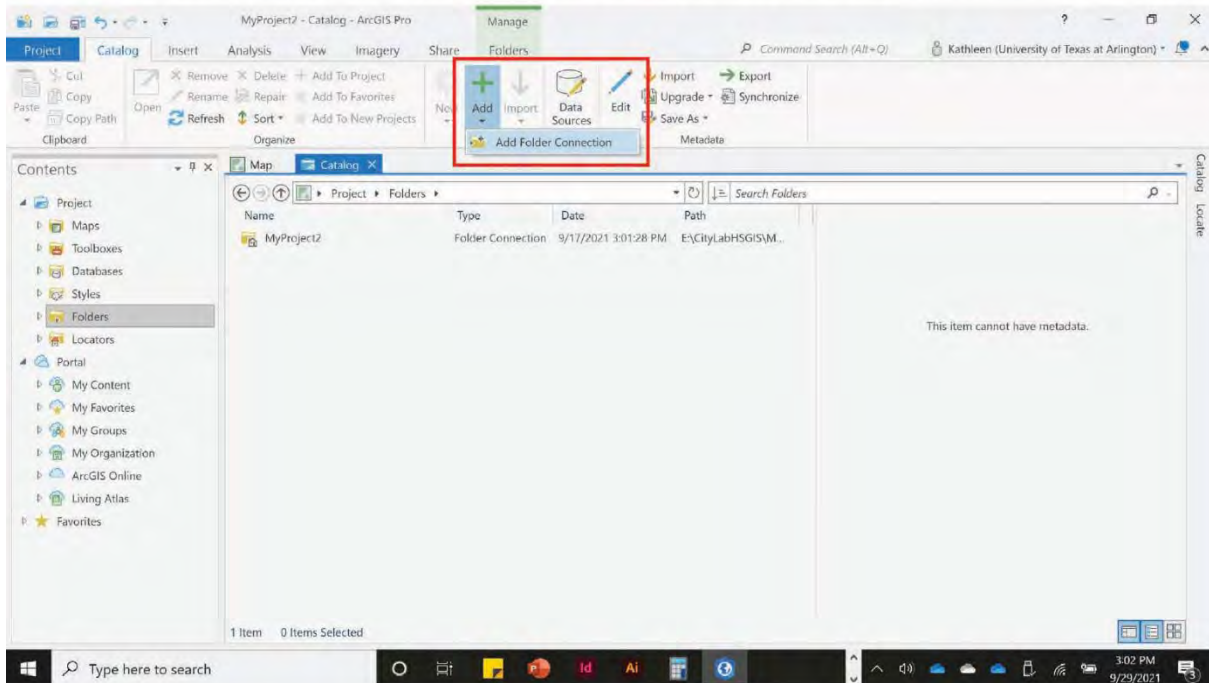 MyProject2 - Catalog - ArcGIS Pro
Manage
?
Project
Catalog
Insert
Analysis
View
Imagery
Share
Folders
Command Search (Alt+Q)
Kathleen (University of Texas at Arlington)
Paste
Cut
Copy
Copy Path
Clipboard
Open
Remove
Rename
Refresh
Delete
Repair
Sort
Add To Project
Add To Favorites
Add To New Projects
Organize
New
Add
Import
Data Sources
Edit
Add Folder Connection
Import
Upgrade
Save As
Export
Synchronize
Metadata
Contents
Project
Maps
Toolboxes
Databases
Styles
Folders
Locators
Portal
My Content
My Favorites
My Groups
My Organization
ArcGIS Online
Living Atlas
Favorites
Map
Catalog
Project
Folders
Search Folders
Name Type Date Path
MyProject2 Folder Connection 9/17/2021 3:01:28 PM E:\CityLabHSGIS\M...
This item cannot have metadata.
1 Item 0 Items Selected
Catalog
Locate
Type here to search
Id
Ai
3:02 PM
9/29/2021
3